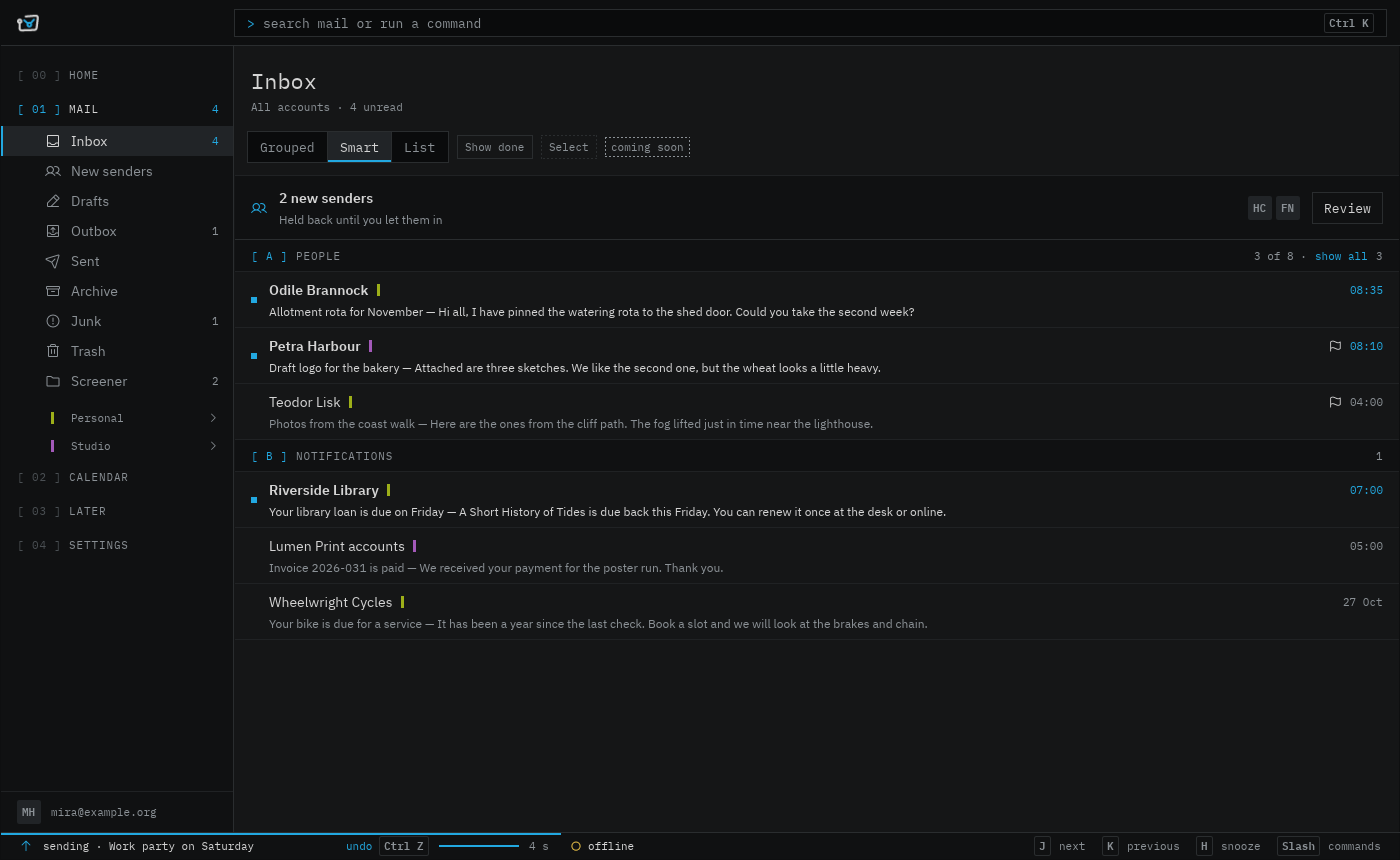 > search mail or run a command Ctrl K
[ 00 ] HOME
[ 01 ] MAIL 4
Inbox 4
New senders
Drafts
Outbox 1
Sent
Archive
Junk 1
Trash
Screener 2
Personal
Studio
[ 02 ] CALENDAR
[ 03 ] LATER
[ 04 ] SETTINGS
MH mira@example.org
Inbox
All accounts · 4 unread
Grouped Smart List Show done Select coming soon
2 new senders
Held back until you let them in
HC FN Review
[ A ] PEOPLE 3 of 8 · show all 3
Odile Brannock 08:35
Allotment rota for November — Hi all, I have pinned the watering rota to the shed door. Could you take the second week?
Petra Harbour 08:10
Draft logo for the bakery — Attached are three sketches. We like the second one, but the wheat looks a little heavy.
Teodor Lisk 04:00
Photos from the coast walk — Here are the ones from the cliff path. The fog lifted just in time near the lighthouse.
[ B ] NOTIFICATIONS 1
Riverside Library 07:00
Your library loan is due on Friday — A Short History of Tides is due back this Friday. You can renew it once at the desk or online.
Lumen Print accounts 05:00
Invoice 2026-031 is paid — We received your payment for the poster run. Thank you.
Wheelwright Cycles 27 Oct
Your bike is due for a service — It has been a year since the last check. Book a slot and we will look at the brakes and chain.
sending · Work party on Saturday undo Ctrl Z 4 s offline J next K previous H snooze Slash commands